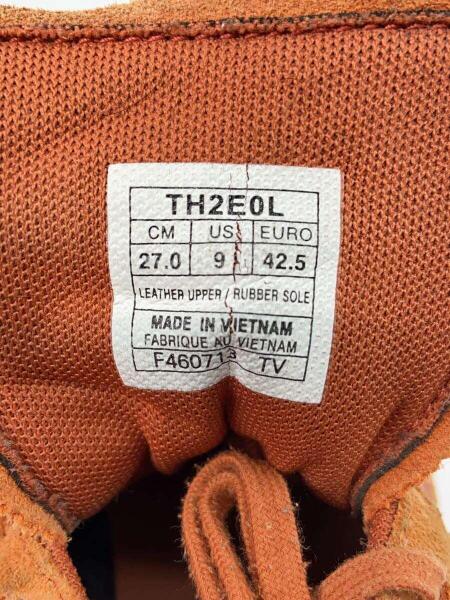 TH2E0L
CM US EURO
27.0 9 42.5
LEATHER UPPER / RUBBER SOLE
MADE IN VIETNAM
FABRIQUE AU VIETNAM
F460713 TV